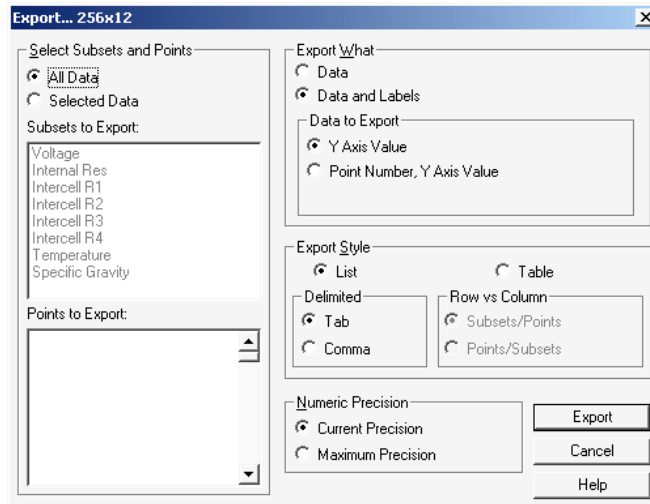 Export... 256x12
Select Subsets and Points
All Data
Selected Data
Subsets to Export:
Voltage
Internal Res
Intercell R1
Intercell R2
Intercell R3
Intercell R4
Temperature
Specific Gravity
Points to Export:
Export What
Data
Data and Labels
Data to Export
Y Axis Value
Point Number, Y Axis Value
Export Style
List
Table
Delimited
Tab
Comma
Row vs Column
Subsets/Points
Points/Subsets
Numeric Precision
Current Precision
Maximum Precision
Export
Cancel
Help